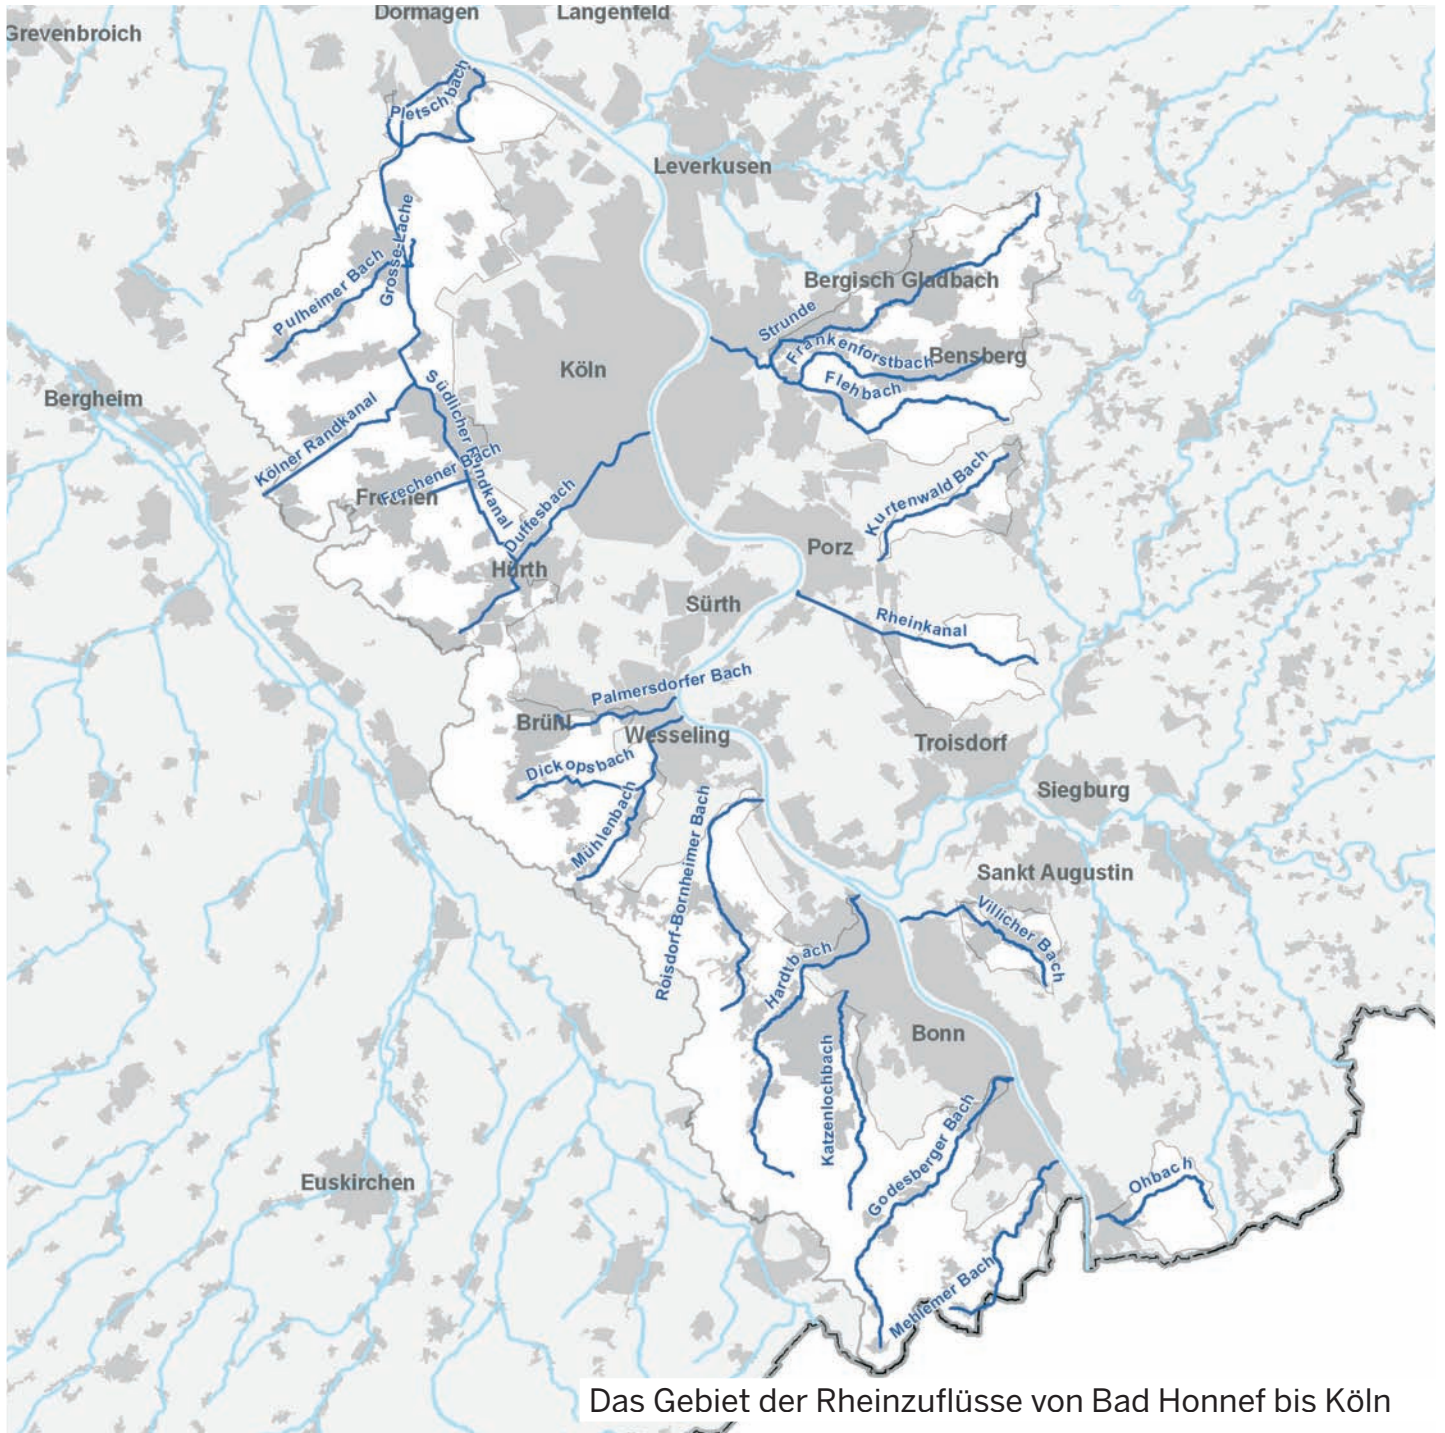 Dormagen
Langenfeld
Grevenbroich
Pletschbach
Leverkusen
Grosse-Lache
Pulheimer Bach
Bergisch Gladbach
Strunde
Frankenforstbach
Bensberg
Flehbach
Köln
Bergheim
Südlicher Randkanal
Kölner Randkanal
Frechener Bach
Frechen
Duffesbach
Kurtenwald Bach
Porz
Hürth
Sürth
Rheinkanal
Palmersdorfer Bach
Brühl
Wesseling
Troisdorf
Dickopsbach
Siegburg
Mühlenbach
Roisdorf-Bornheimer Bach
Sankt Augustin
Villicher Bach
Hardtbach
Bonn
Katzenlochbach
Godesberger Bach
Euskirchen
Ohbach
Mehlemer Bach
Das Gebiet der Rheinzuflüsse von Bad Honnef bis Köln